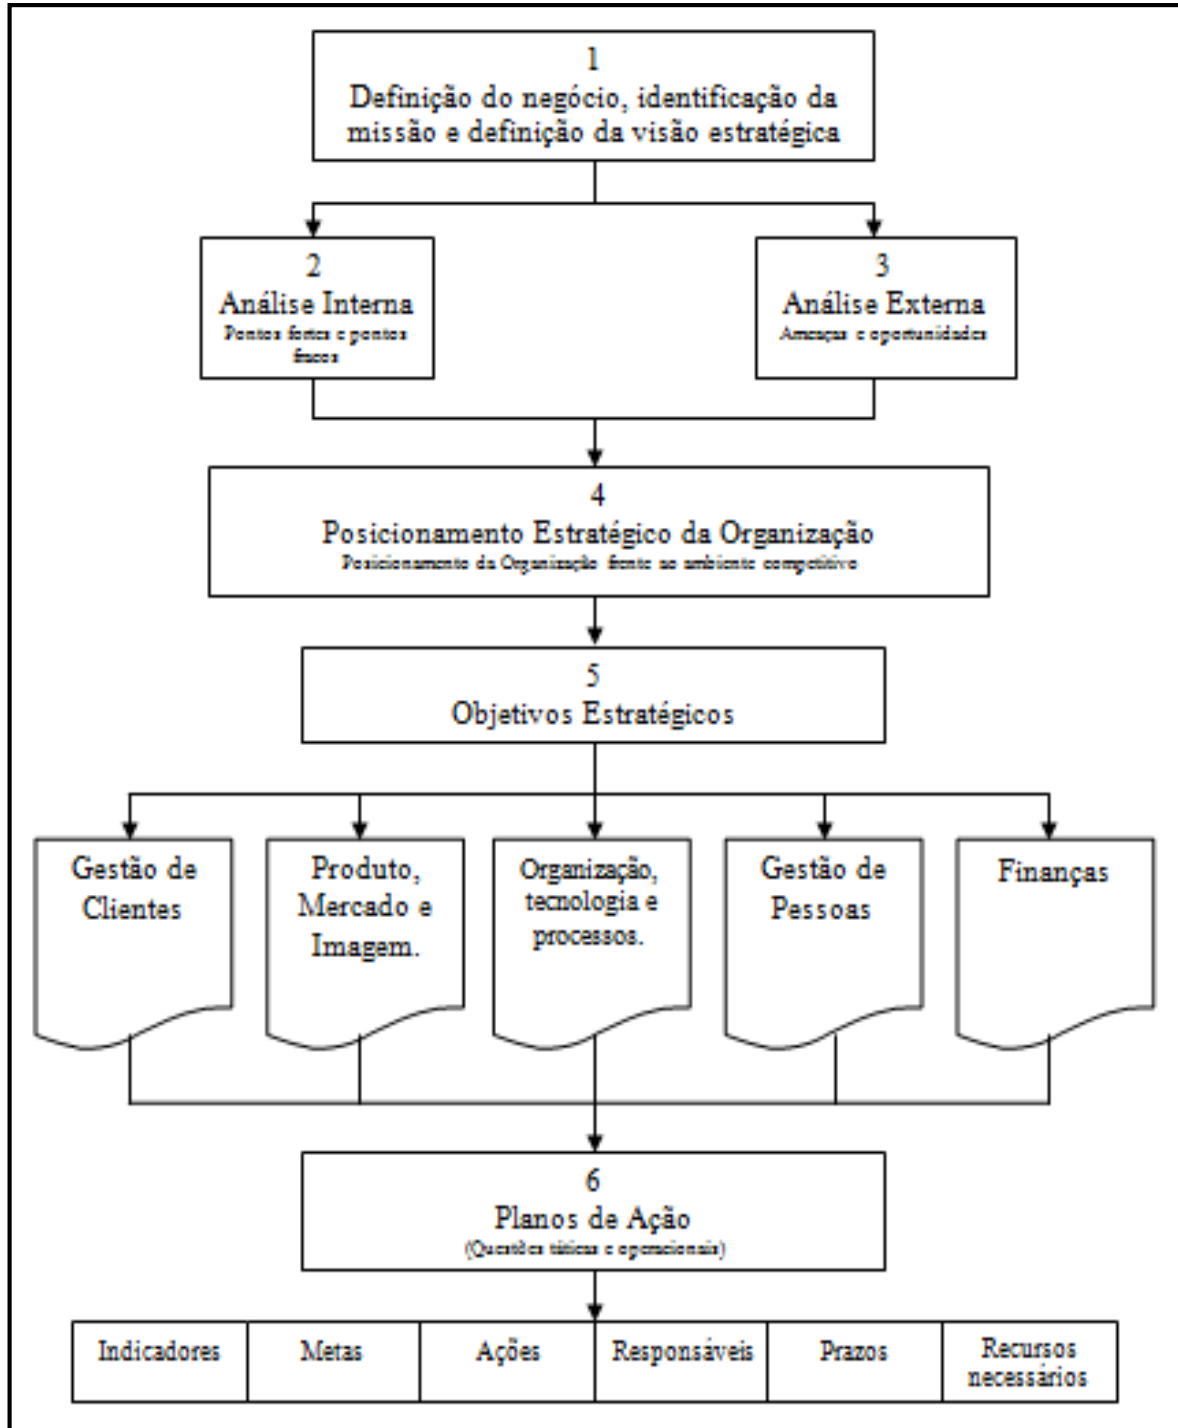 1
Definição do negócio, identificação da
missão e definição da visão estratégica
2
Análise Interna
Pontos fortes e pontos
fracos
3
Análise Externa
Ameaças e oportunidades
4
Posicionamento Estratégico da Organização
Posicionamento da Organização frente ao ambiente competitivo
5
Objetivos Estratégicos
Gestão de
Clientes
Produto,
Mercado e
Imagem.
Organização,
tecnologia e
processos.
Gestão de
Pessoas
Finanças
6
Planos de Ação
(Questões táticas e operacionais)
Indicadores
Metas
Ações
Responsáveis
Prazos
Recursos
necessários